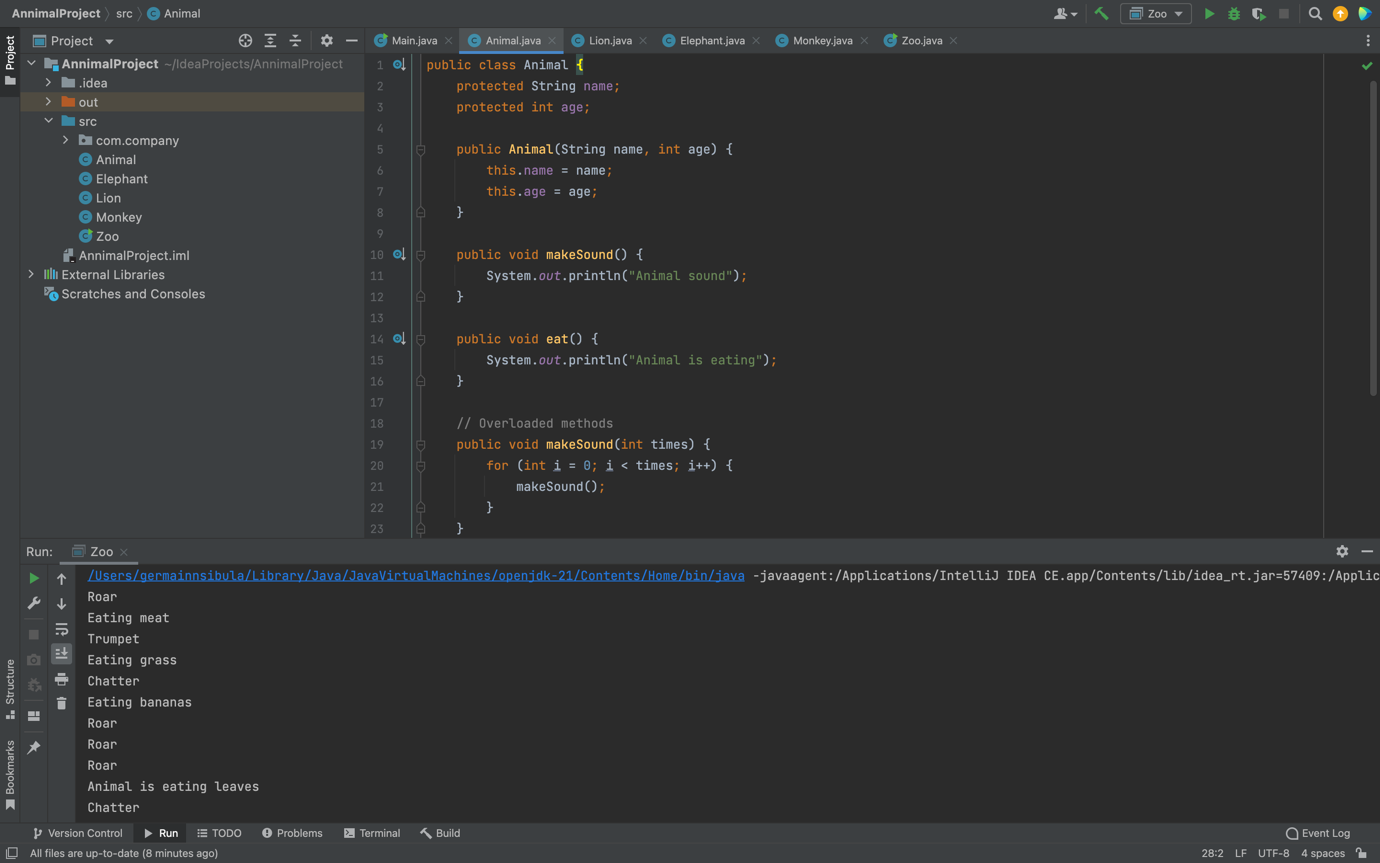 AnnimalProject src Animal
Zoo
Project
Main.java Animal.java Lion.java Elephant.java Monkey.java Zoo.java
Project
AnnimalProject ~/IdeaProjects/AnnimalProject
.idea
out
src
com.company
Animal
Elephant
Lion
Monkey
Zoo
AnnimalProject.iml
External Libraries
Scratches and Consoles
1 public class Animal {
2 protected String name;
3 protected int age;
4
5 public Animal(String name, int age) {
6 this.name = name;
7 this.age = age;
8 }
9
10 public void makeSound() {
11 System.out.println("Animal sound");
12 }
13
14 public void eat() {
15 System.out.println("Animal is eating");
16 }
17
18 // Overloaded methods
19 public void makeSound(int times) {
20 for (int i = 0; i < times; i++) {
21 makeSound();
22 }
23 }
Run: Zoo
/Users/germainnsibula/Library/Java/JavaVirtualMachines/openjdk-21/Contents/Home/bin/java -javaagent:/Applications/IntelliJ IDEA CE.app/Contents/lib/idea_rt.jar=57409:/Applic
Roar
Eating meat
Trumpet
Eating grass
Chatter
Eating bananas
Roar
Roar
Roar
Animal is eating leaves
Chatter
Structure
Bookmarks
Version Control Run TODO Problems Terminal Build Event Log
All files are up-to-date (8 minutes ago) 28:2 LF UTF-8 4 spaces